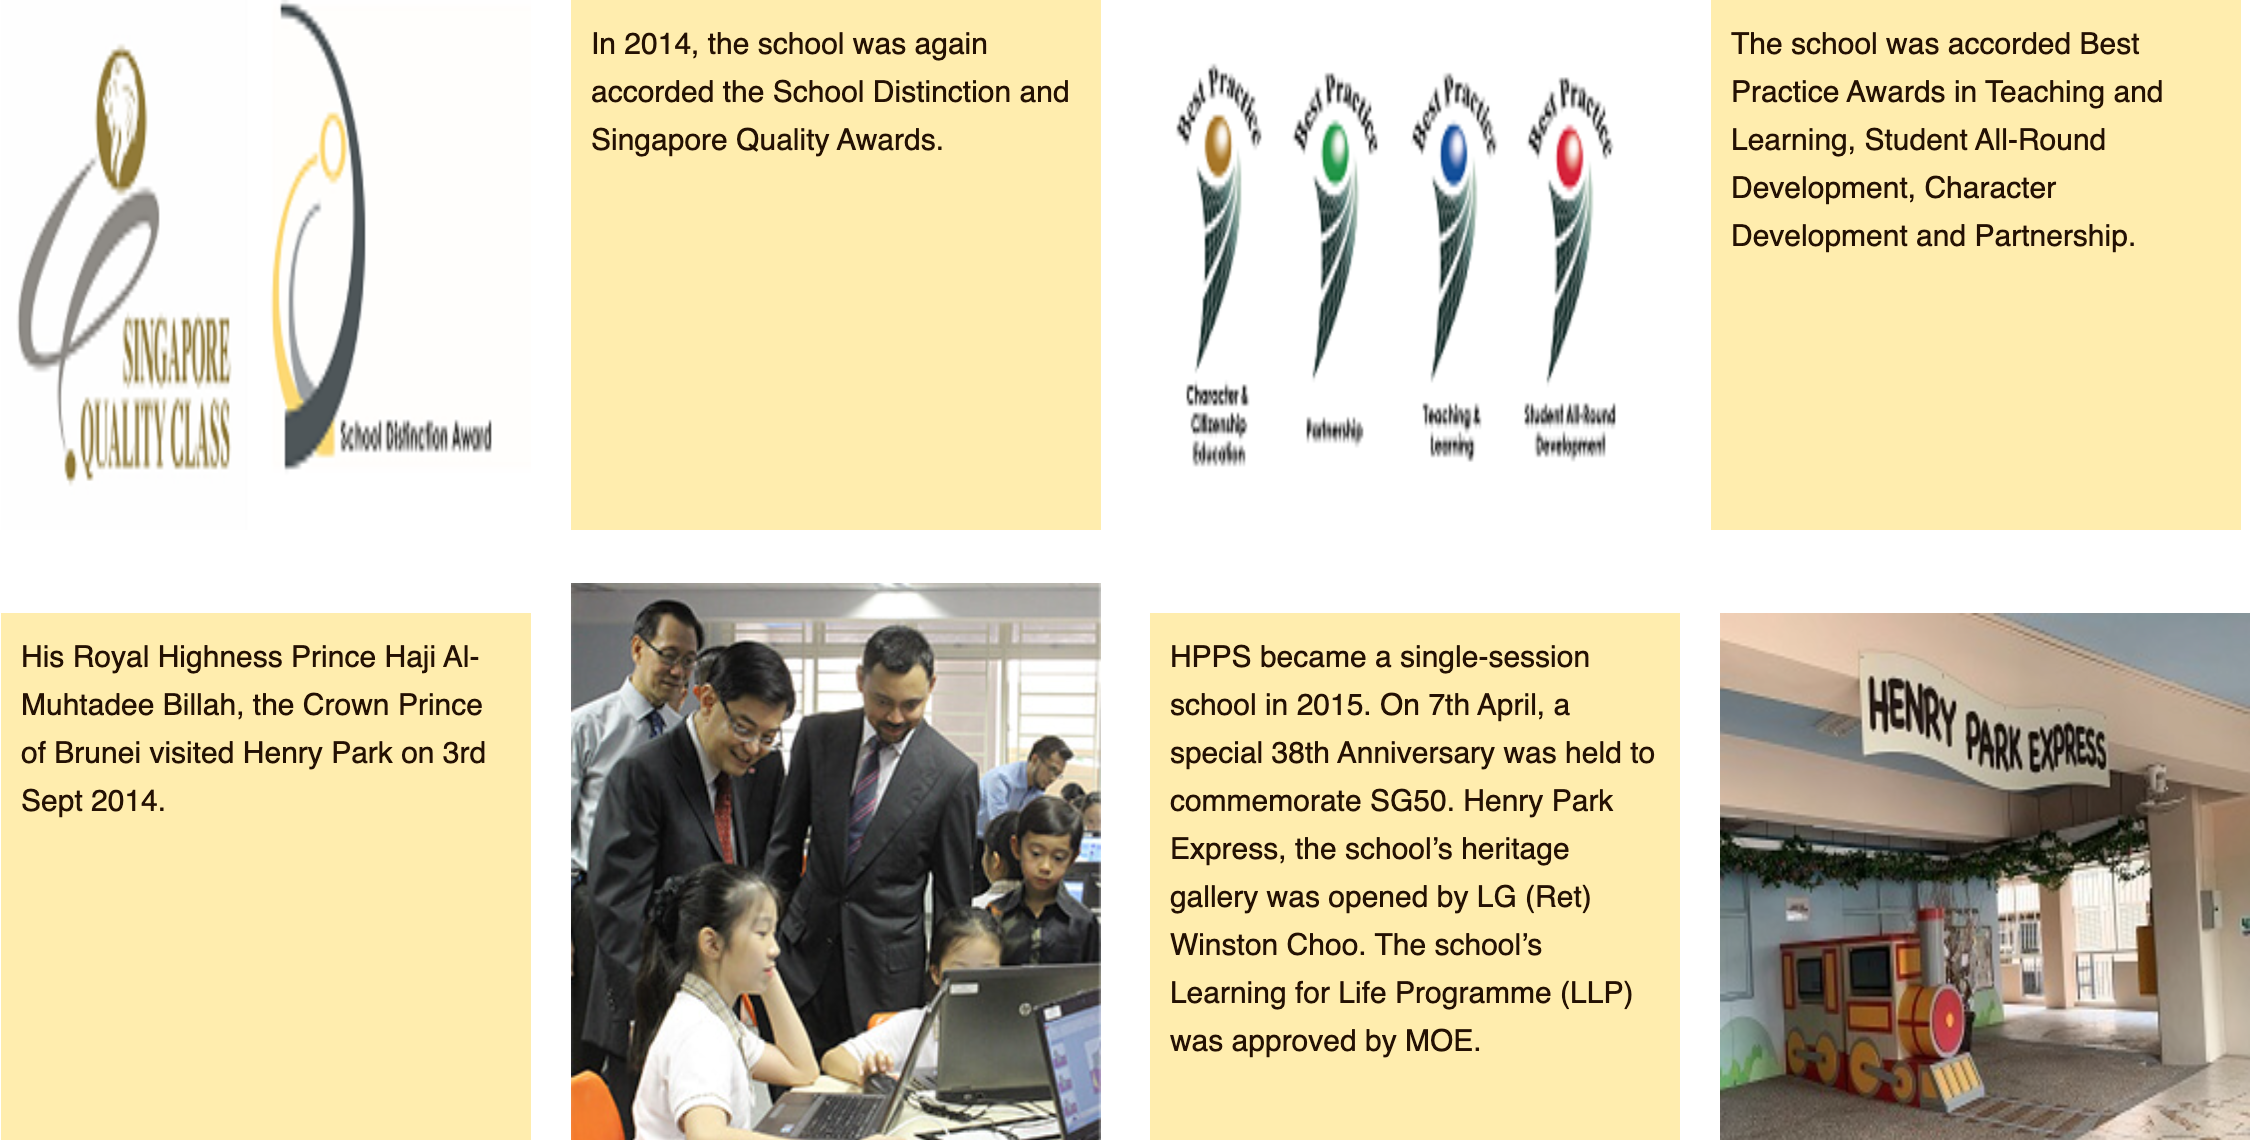 SINGAPORE
QUALITY CLASS
School Distinction Award
In 2014, the school was again
accorded the School Distinction and
Singapore Quality Awards.
Best Practice
Best Practice
Best Practice
Best Practice
Character &
Citizenship
Education
Partnership
Teaching &
Learning
Student All-Round
Development
The school was accorded Best
Practice Awards in Teaching and
Learning, Student All-Round
Development, Character
Development and Partnership.
His Royal Highness Prince Haji Al-
Muhtadee Billah, the Crown Prince
of Brunei visited Henry Park on 3rd
Sept 2014.
hp
HPPS became a single-session
school in 2015. On 7th April, a
special 38th Anniversary was held to
commemorate SG50. Henry Park
Express, the school’s heritage
gallery was opened by LG (Ret)
Winston Choo. The school’s
Learning for Life Programme (LLP)
was approved by MOE.
HENRY PARK EXPRESS